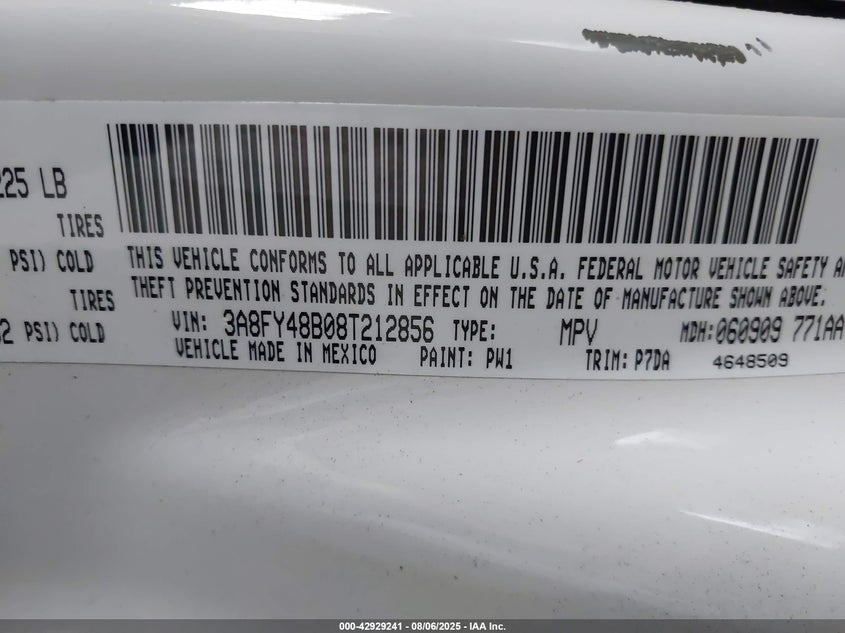 225 LB
TIRES
PSI) COLD
TIRES
2 PSI) COLD
THIS VEHICLE CONFORMS TO ALL APPLICABLE U.S.A. FEDERAL MOTOR VEHICLE SAFETY AN
THEFT PREVENTION STANDARDS IN EFFECT ON THE DATE OF MANUFACTURE SHOWN ABOVE.
VIN: 3A8FY48B08T212856 TYPE: MPV MDH:060909 771AA
VEHICLE MADE IN MEXICO PAINT: PW1 TRIM: P7DA 4648509
000-42929241 - 08/06/2025 - IAA Inc.